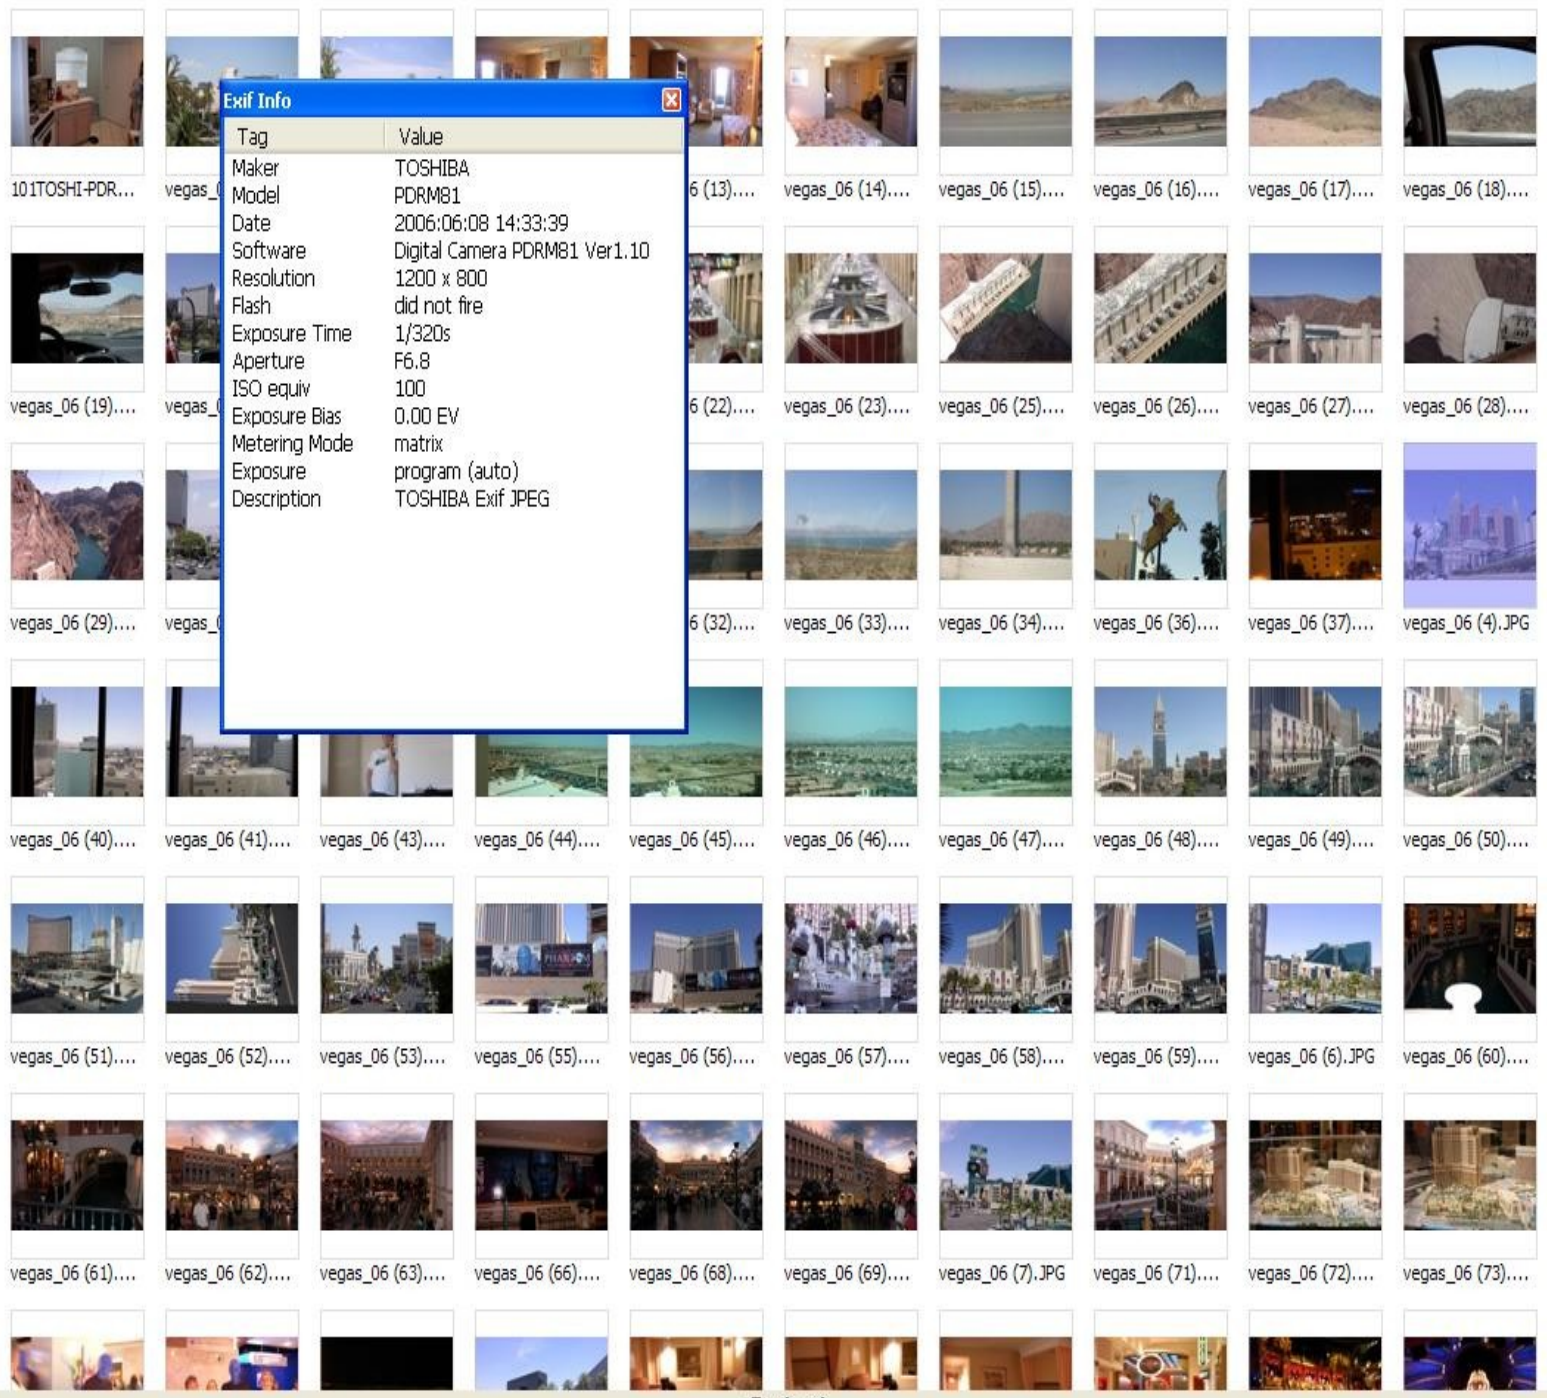 Exif Info
Tag Value
Maker TOSHIBA
Model PDRM81
Date 2006:06:08 14:33:39
Software Digital Camera PDRM81 Ver1.10
Resolution 1200 x 800
Flash did not fire
Exposure Time 1/320s
Aperture F6.8
ISO equiv 100
Exposure Bias 0.00 EV
Metering Mode matrix
Exposure program (auto)
Description TOSHIBA Exif JPEG
101TOSHI-PDR... vegas_0 6 (13).... vegas_06 (14).... vegas_06 (15).... vegas_06 (16).... vegas_06 (17).... vegas_06 (18)....
vegas_06 (19).... vegas_0 6 (22).... vegas_06 (23).... vegas_06 (25).... vegas_06 (26).... vegas_06 (27).... vegas_06 (28)....
vegas_06 (29).... vegas_0 6 (32).... vegas_06 (33).... vegas_06 (34).... vegas_06 (36).... vegas_06 (37).... vegas_06 (4).JPG
vegas_06 (40).... vegas_06 (41).... vegas_06 (43).... vegas_06 (44).... vegas_06 (45).... vegas_06 (46).... vegas_06 (47).... vegas_06 (48).... vegas_06 (49).... vegas_06 (50)....
vegas_06 (51).... vegas_06 (52).... vegas_06 (53).... vegas_06 (55).... vegas_06 (56).... vegas_06 (57).... vegas_06 (58).... vegas_06 (59).... vegas_06 (6).JPG vegas_06 (60)....
vegas_06 (61).... vegas_06 (62).... vegas_06 (63).... vegas_06 (66).... vegas_06 (68).... vegas_06 (69).... vegas_06 (7).JPG vegas_06 (71).... vegas_06 (72).... vegas_06 (73)....